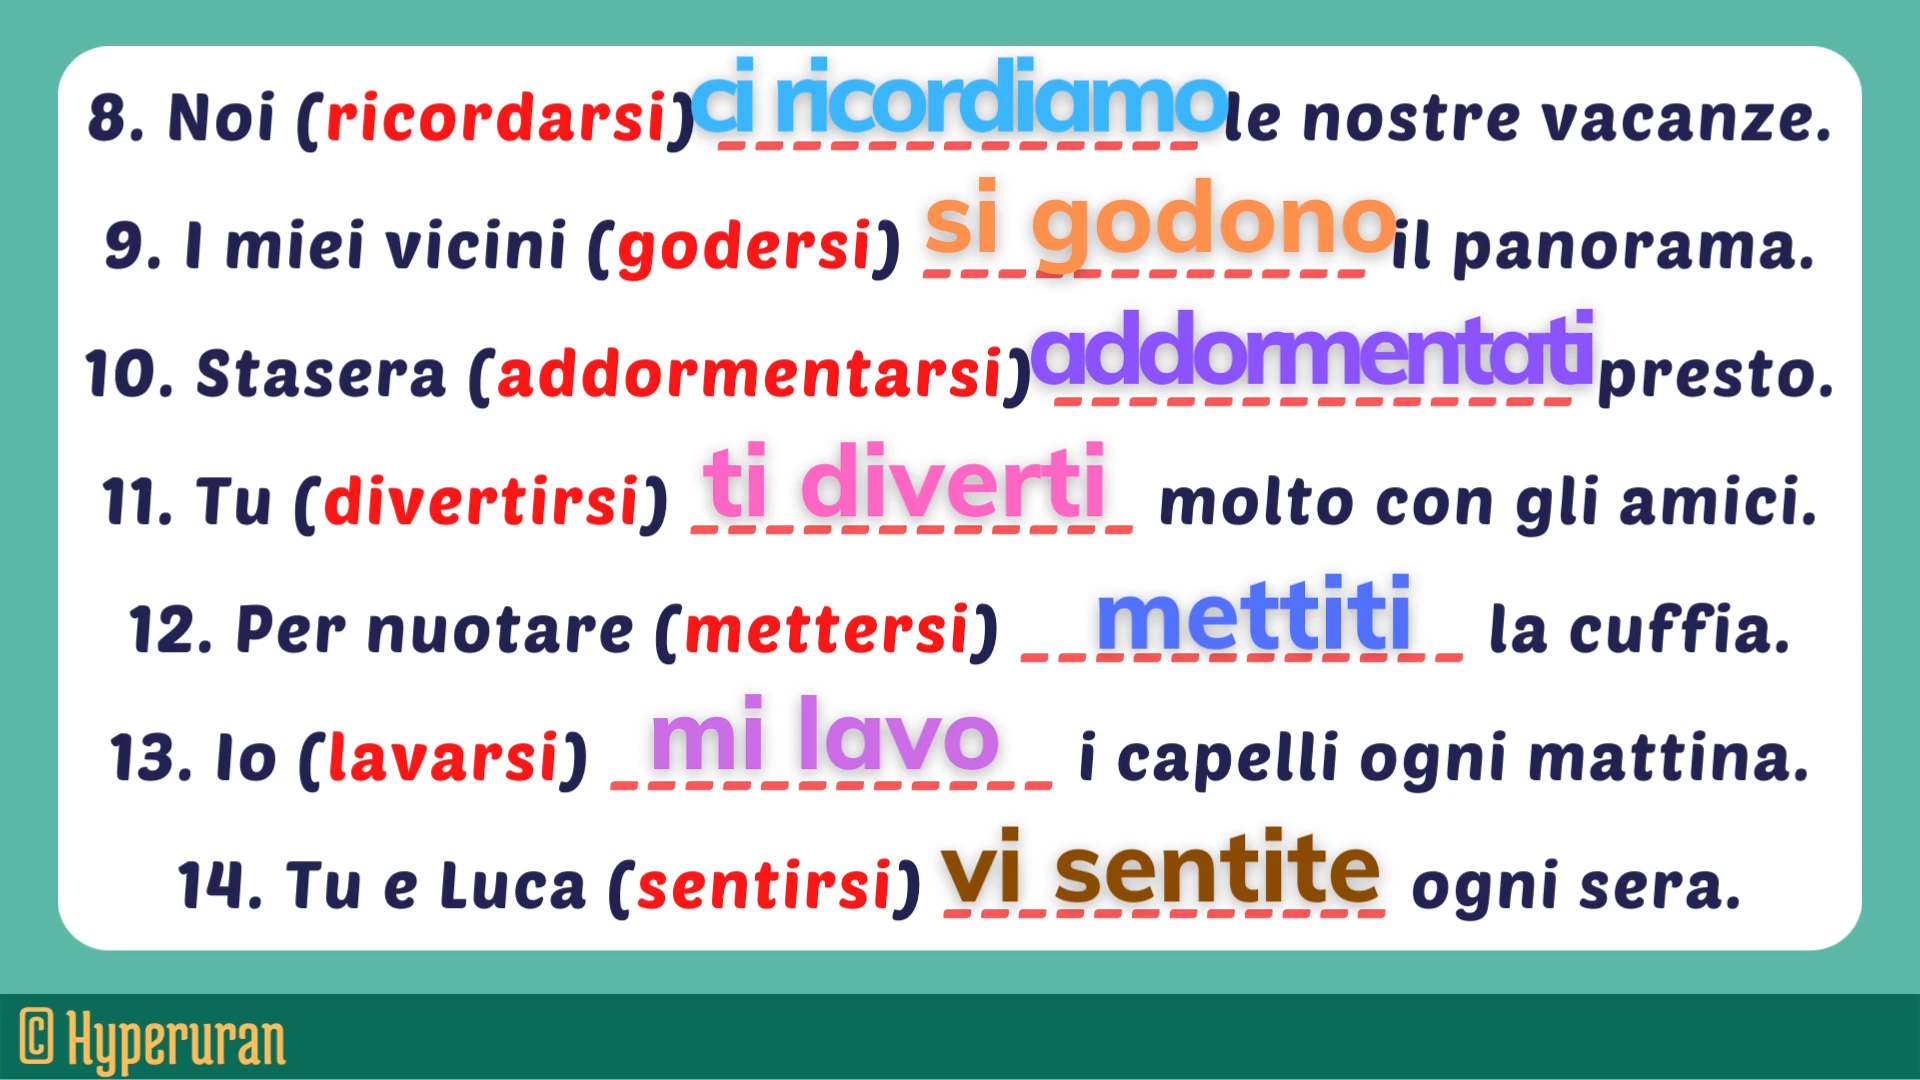 8. Noi (ricordarsi) ci ricordiamo le nostre vacanze.
9. I miei vicini (godersi) si godono il panorama.
10. Stasera (addormentarsi) addormentati presto.
11. Tu (divertirsi) ti diverti molto con gli amici.
12. Per nuotare (mettersi) mettiti la cuffia.
13. Io (lavarsi) mi lavo i capelli ogni mattina.
14. Tu e Luca (sentirsi) vi sentite ogni sera.
© Hyperuran